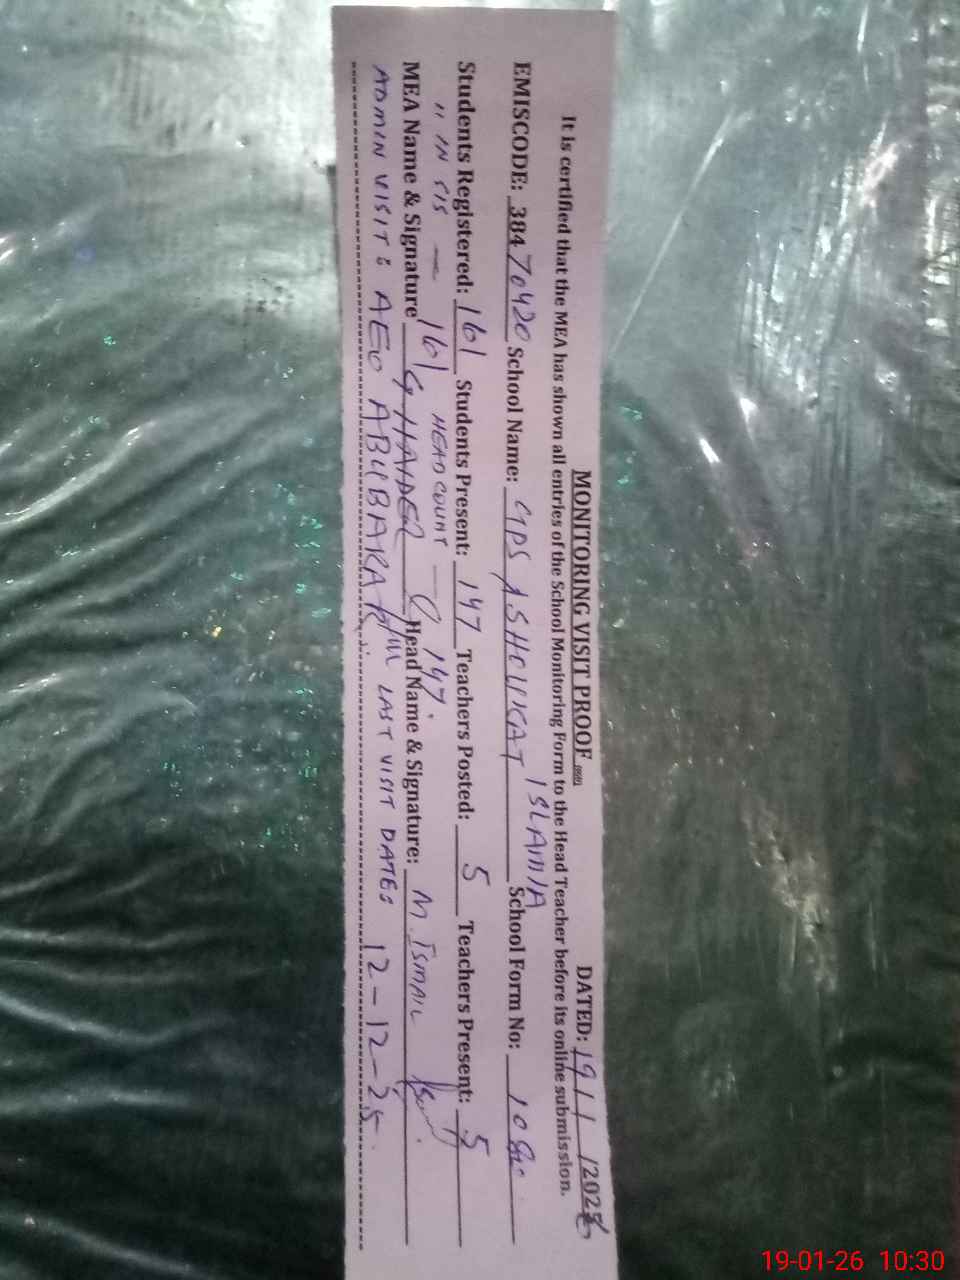 MONITORING VISIT PROOF DATED: 19/1/2026
It is certified that the MEA has shown all entries of the School Monitoring Form to the Head Teacher before its online submission.
ISLAMIA
EMISCODE: 38470420 School Name: GPS SHOUKAT School Form No: 108
Students Registered: 161 Students Present: 147 Teachers Posted: 5 Teachers Present: 5
" IN SIS — 161 HEAD COUNT — 147.
MEA Name & Signature G HAIDER Head Name & Signature: M. ISMAIL
ADMIN VISIT: AEO ABUBAKAR LAST VISIT DATES 12-12-25.
19-01-26 10:30